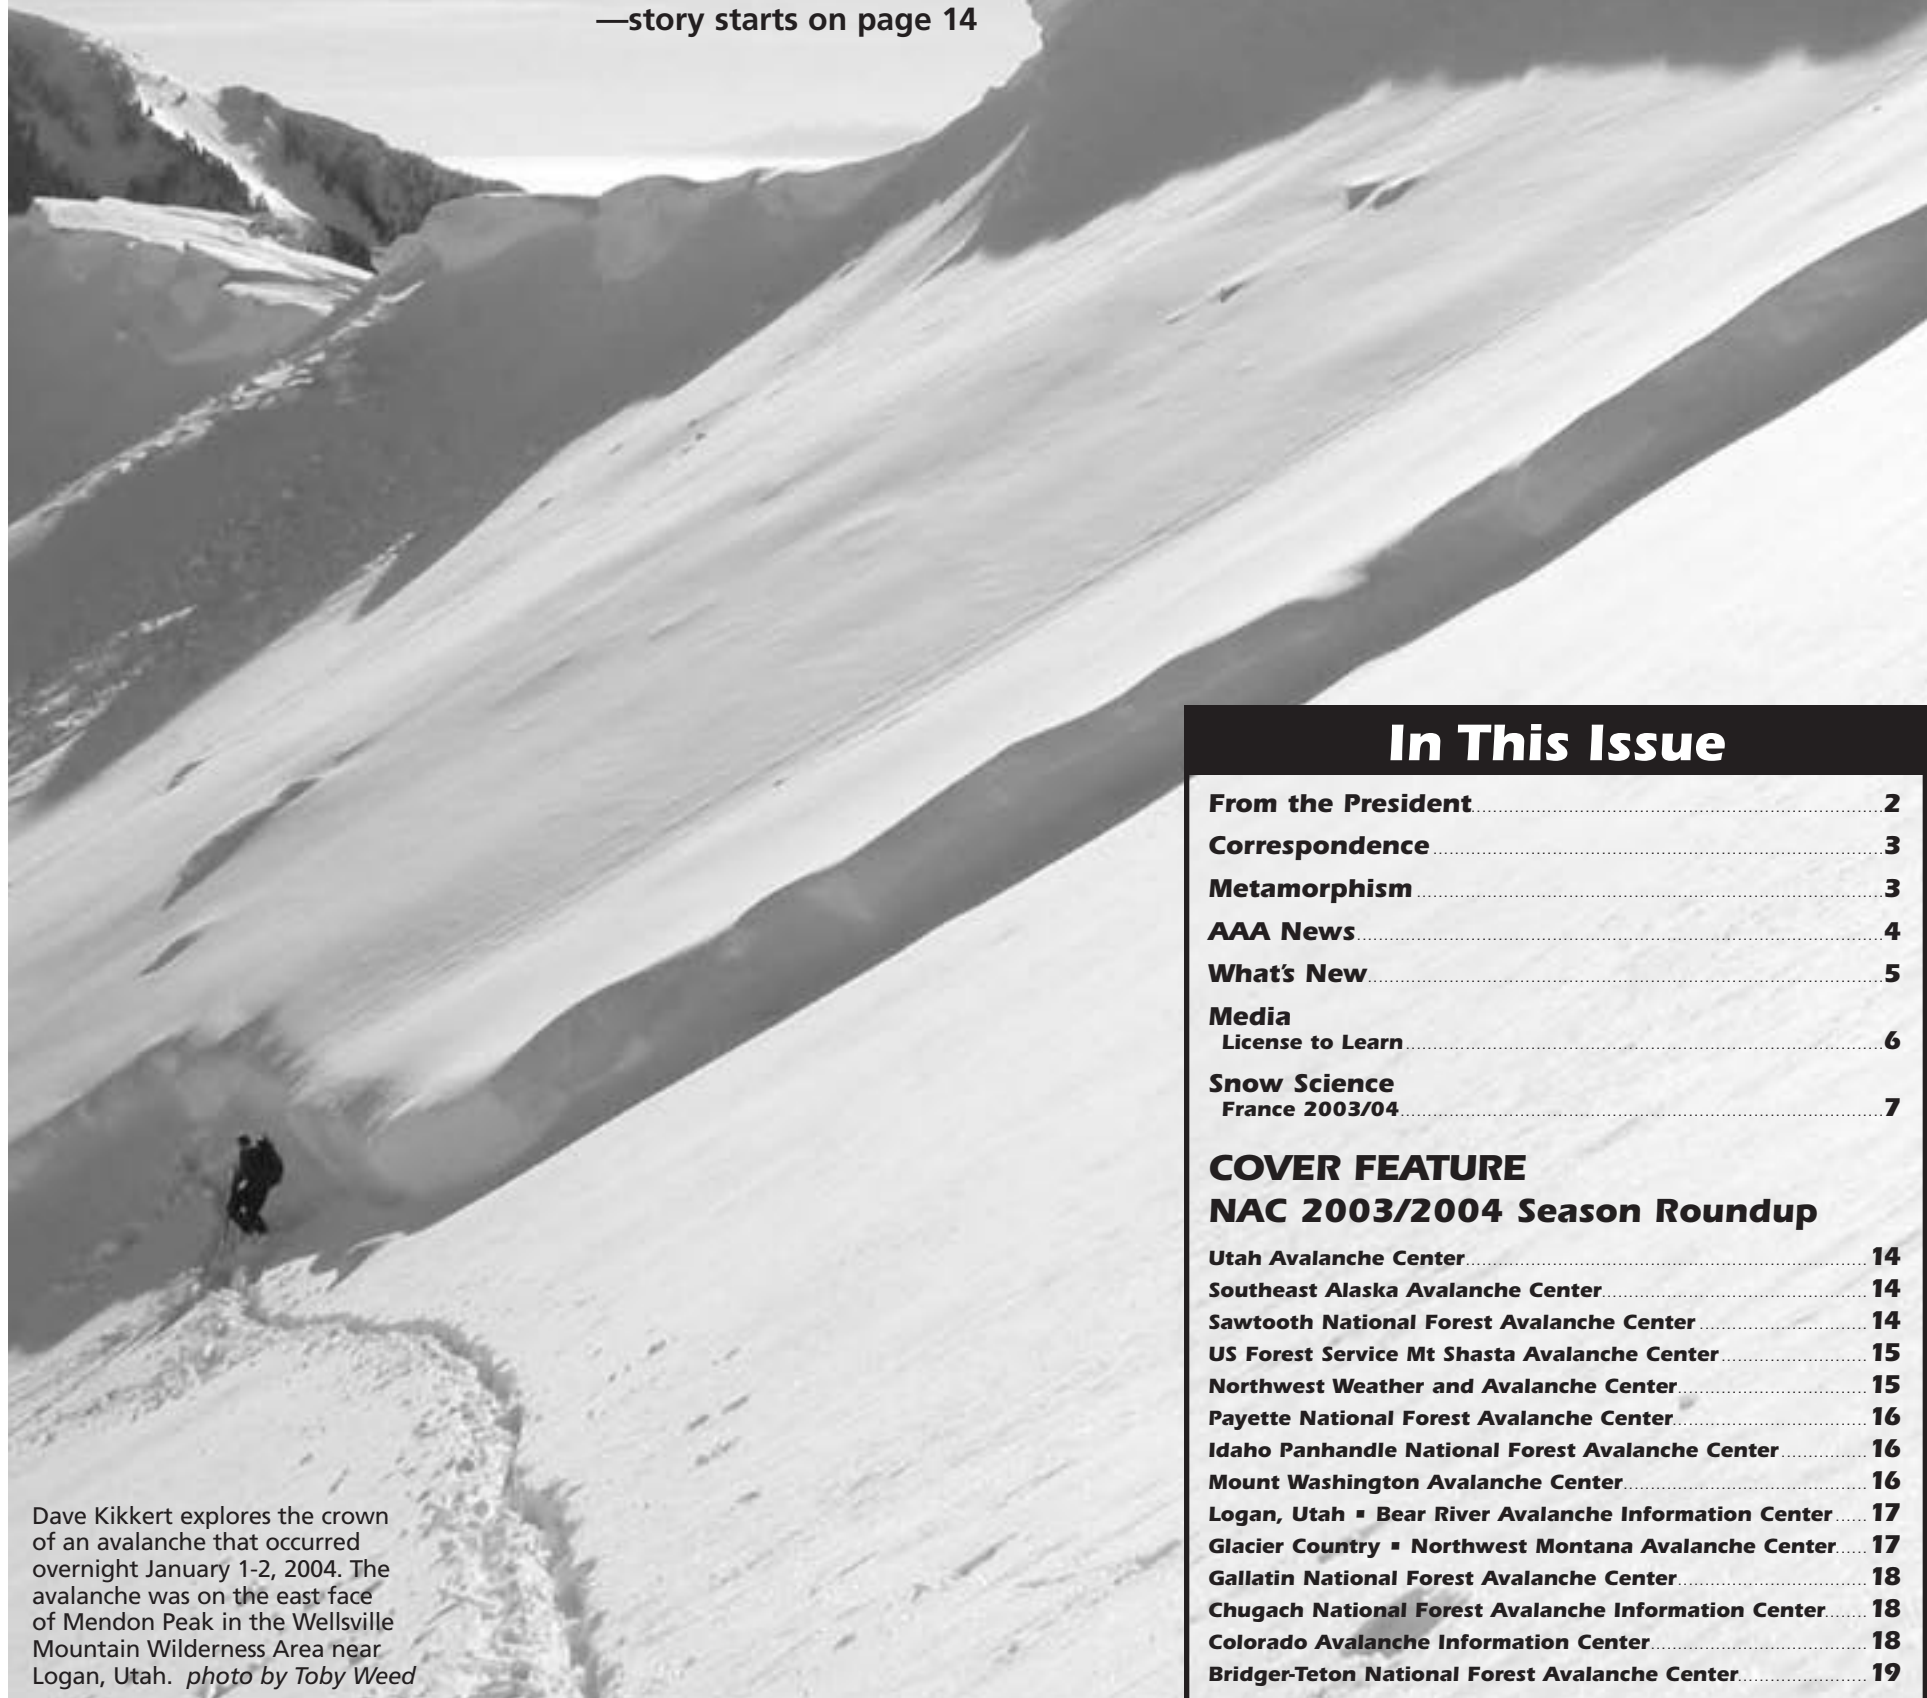 —story starts on page 14
In This Issue
From the President 2
Correspondence 3
Metamorphism 3
AAA News 4
What's New 5
Media
License to Learn 6
Snow Science
France 2003/04 7
COVER FEATURE
NAC 2003/2004 Season Roundup
Utah Avalanche Center 14
Southeast Alaska Avalanche Center 14
Sawtooth National Forest Avalanche Center 14
US Forest Service Mt Shasta Avalanche Center 15
Northwest Weather and Avalanche Center 15
Payette National Forest Avalanche Center 16
Idaho Panhandle National Forest Avalanche Center 16
Mount Washington Avalanche Center 16
Logan, Utah ▪ Bear River Avalanche Information Center 17
Glacier Country ▪ Northwest Montana Avalanche Center 17
Gallatin National Forest Avalanche Center 18
Chugach National Forest Avalanche Information Center 18
Colorado Avalanche Information Center 18
Bridger-Teton National Forest Avalanche Center 19
Dave Kikkert explores the crown
of an avalanche that occurred
overnight January 1-2, 2004. The
avalanche was on the east face
of Mendon Peak in the Wellsville
Mountain Wilderness Area near
Logan, Utah. photo by Toby Weed